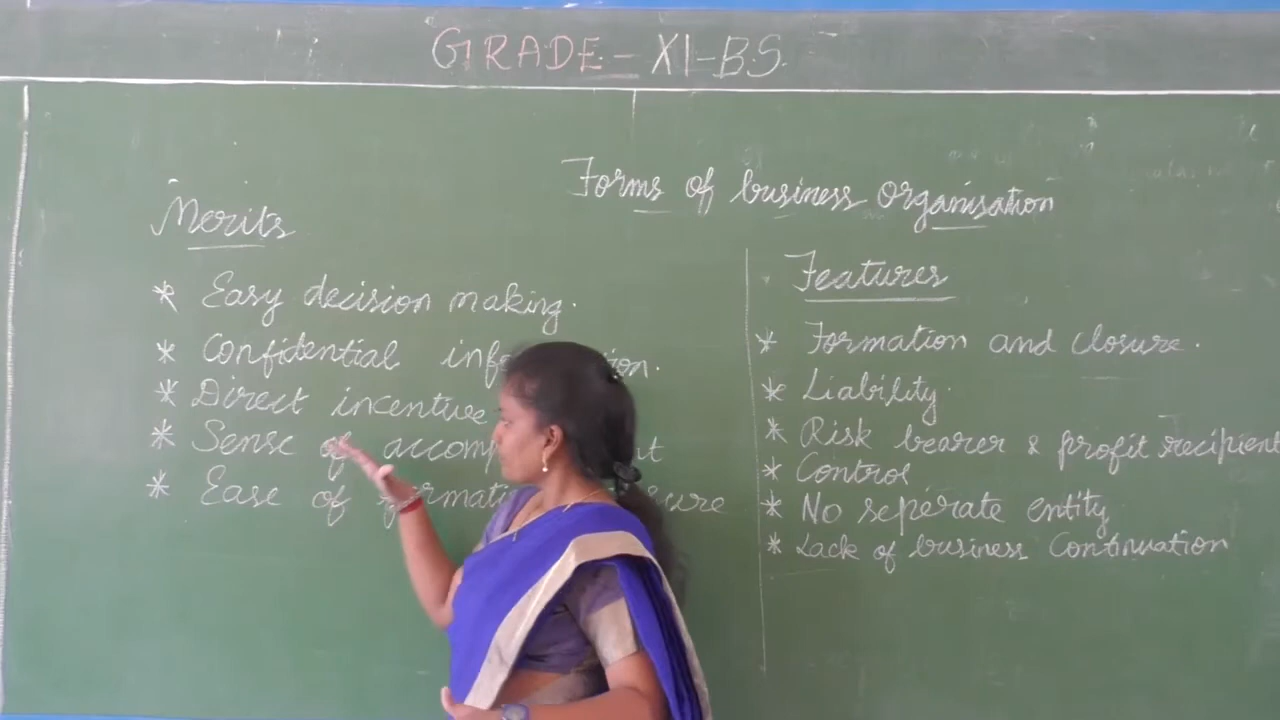 GRADE - XI-BS.
Forms of business organisation
Merits
* Easy decision making.
* Confidential
* Direct incentive
* Sense of
* Ease of
Features
* Formation and closure.
* Liability
* Risk bearer & profit recipient
* Control
* No seperate entity
* Lack of business Continuation